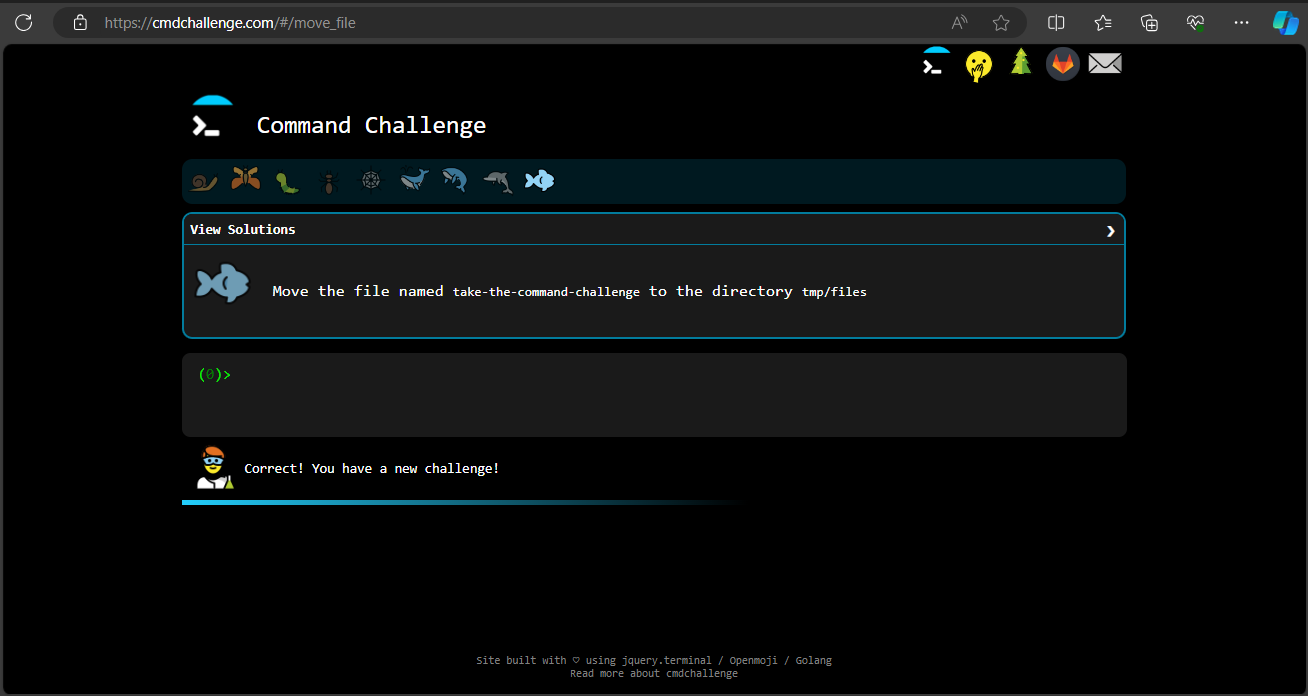 https://cmdchallenge.com/#/move_file
Command Challenge
View Solutions
Move the file named take-the-command-challenge to the directory tmp/files
(0)>
Correct! You have a new challenge!
Site built with ♡ using jquery.terminal / Openmoji / Golang
Read more about cmdchallenge